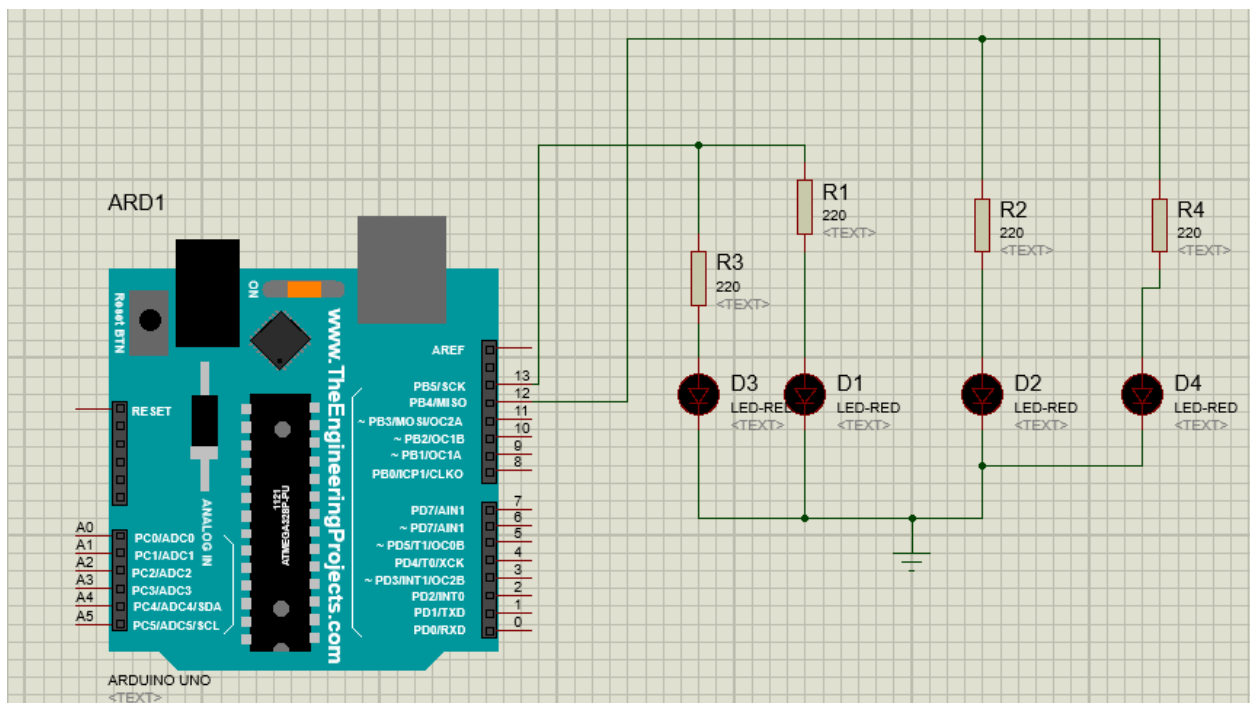 ARD1
Reset BTN
ON
www.TheEngineeringProjects.com
1121
ATMEGA328P-PU
ANALOG IN
RESET
AREF
PB5/SCK
PB4/MISO
~ PB3/MOSI/OC2A
~ PB2/OC1B
~ PB1/OC1A
PB0/ICP1/CLKO
PD7/AIN1
~ PD7/AIN1
~ PD5/T1/OC0B
PD4/T0/XCK
~ PD3/INT1/OC2B
PD2/INT0
PD1/TXD
PD0/RXD
13
12
11
10
9
8
7
6
5
4
3
2
1
0
A0
A1
A2
A3
A4
A5
PC0/ADC0
PC1/ADC1
PC2/ADC2
PC3/ADC3
PC4/ADC4/SDA
PC5/ADC5/SCL
ARDUINO UNO
<TEXT>
R3
220
<TEXT>
R1
220
<TEXT>
R2
220
<TEXT>
R4
220
<TEXT>
D3
LED-RED
<TEXT>
D1
LED-RED
<TEXT>
D2
LED-RED
<TEXT>
D4
LED-RED
<TEXT>